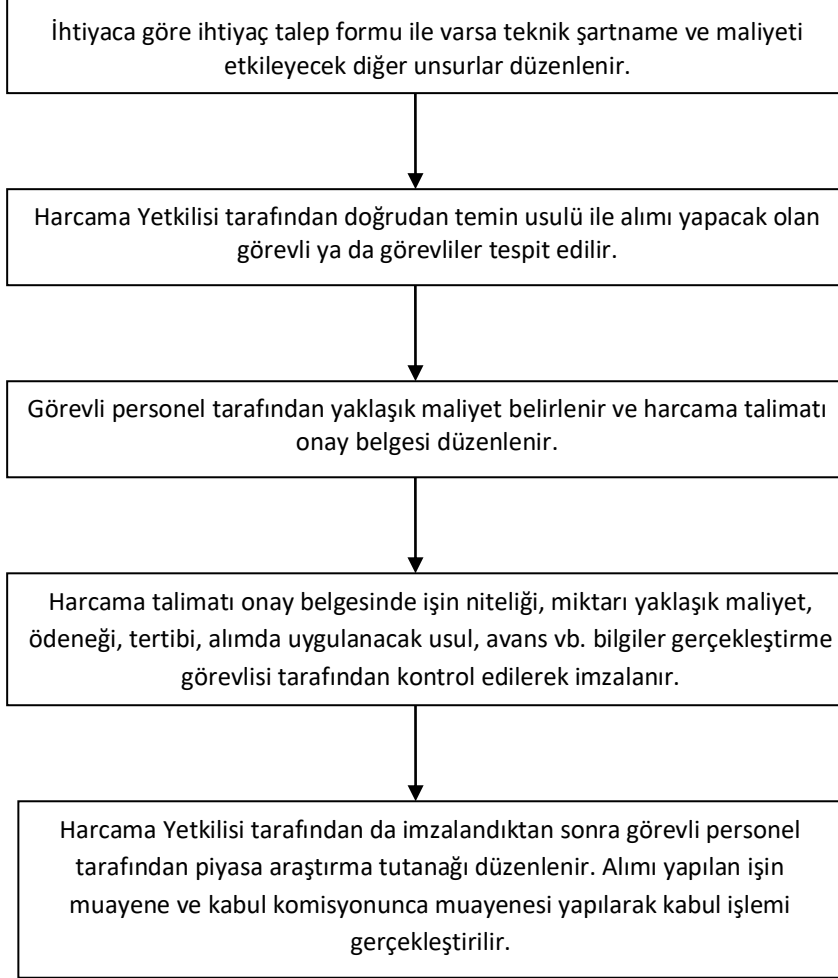 İhtiyaca göre ihtiyaç talep formu ile varsa teknik şartname ve maliyeti
etkileyecek diğer unsurlar düzenlenir.
Harcama Yetkilisi tarafından doğrudan temin usulü ile alımı yapacak olan
görevli ya da görevliler tespit edilir.
Görevli personel tarafından yaklaşık maliyet belirlenir ve harcama talimatı
onay belgesi düzenlenir.
Harcama talimatı onay belgesinde işin niteliği, miktarı yaklaşık maliyet,
ödeneği, tertibi, alımda uygulanacak usul, avans vb. bilgiler gerçekleştirme
görevlisi tarafından kontrol edilerek imzalanır.
Harcama Yetkilisi tarafından da imzalandıktan sonra görevli personel
tarafından piyasa araştırma tutanağı düzenlenir. Alımı yapılan işin
muayene ve kabul komisyonunca muayenesi yapılarak kabul işlemi
gerçekleştirilir.